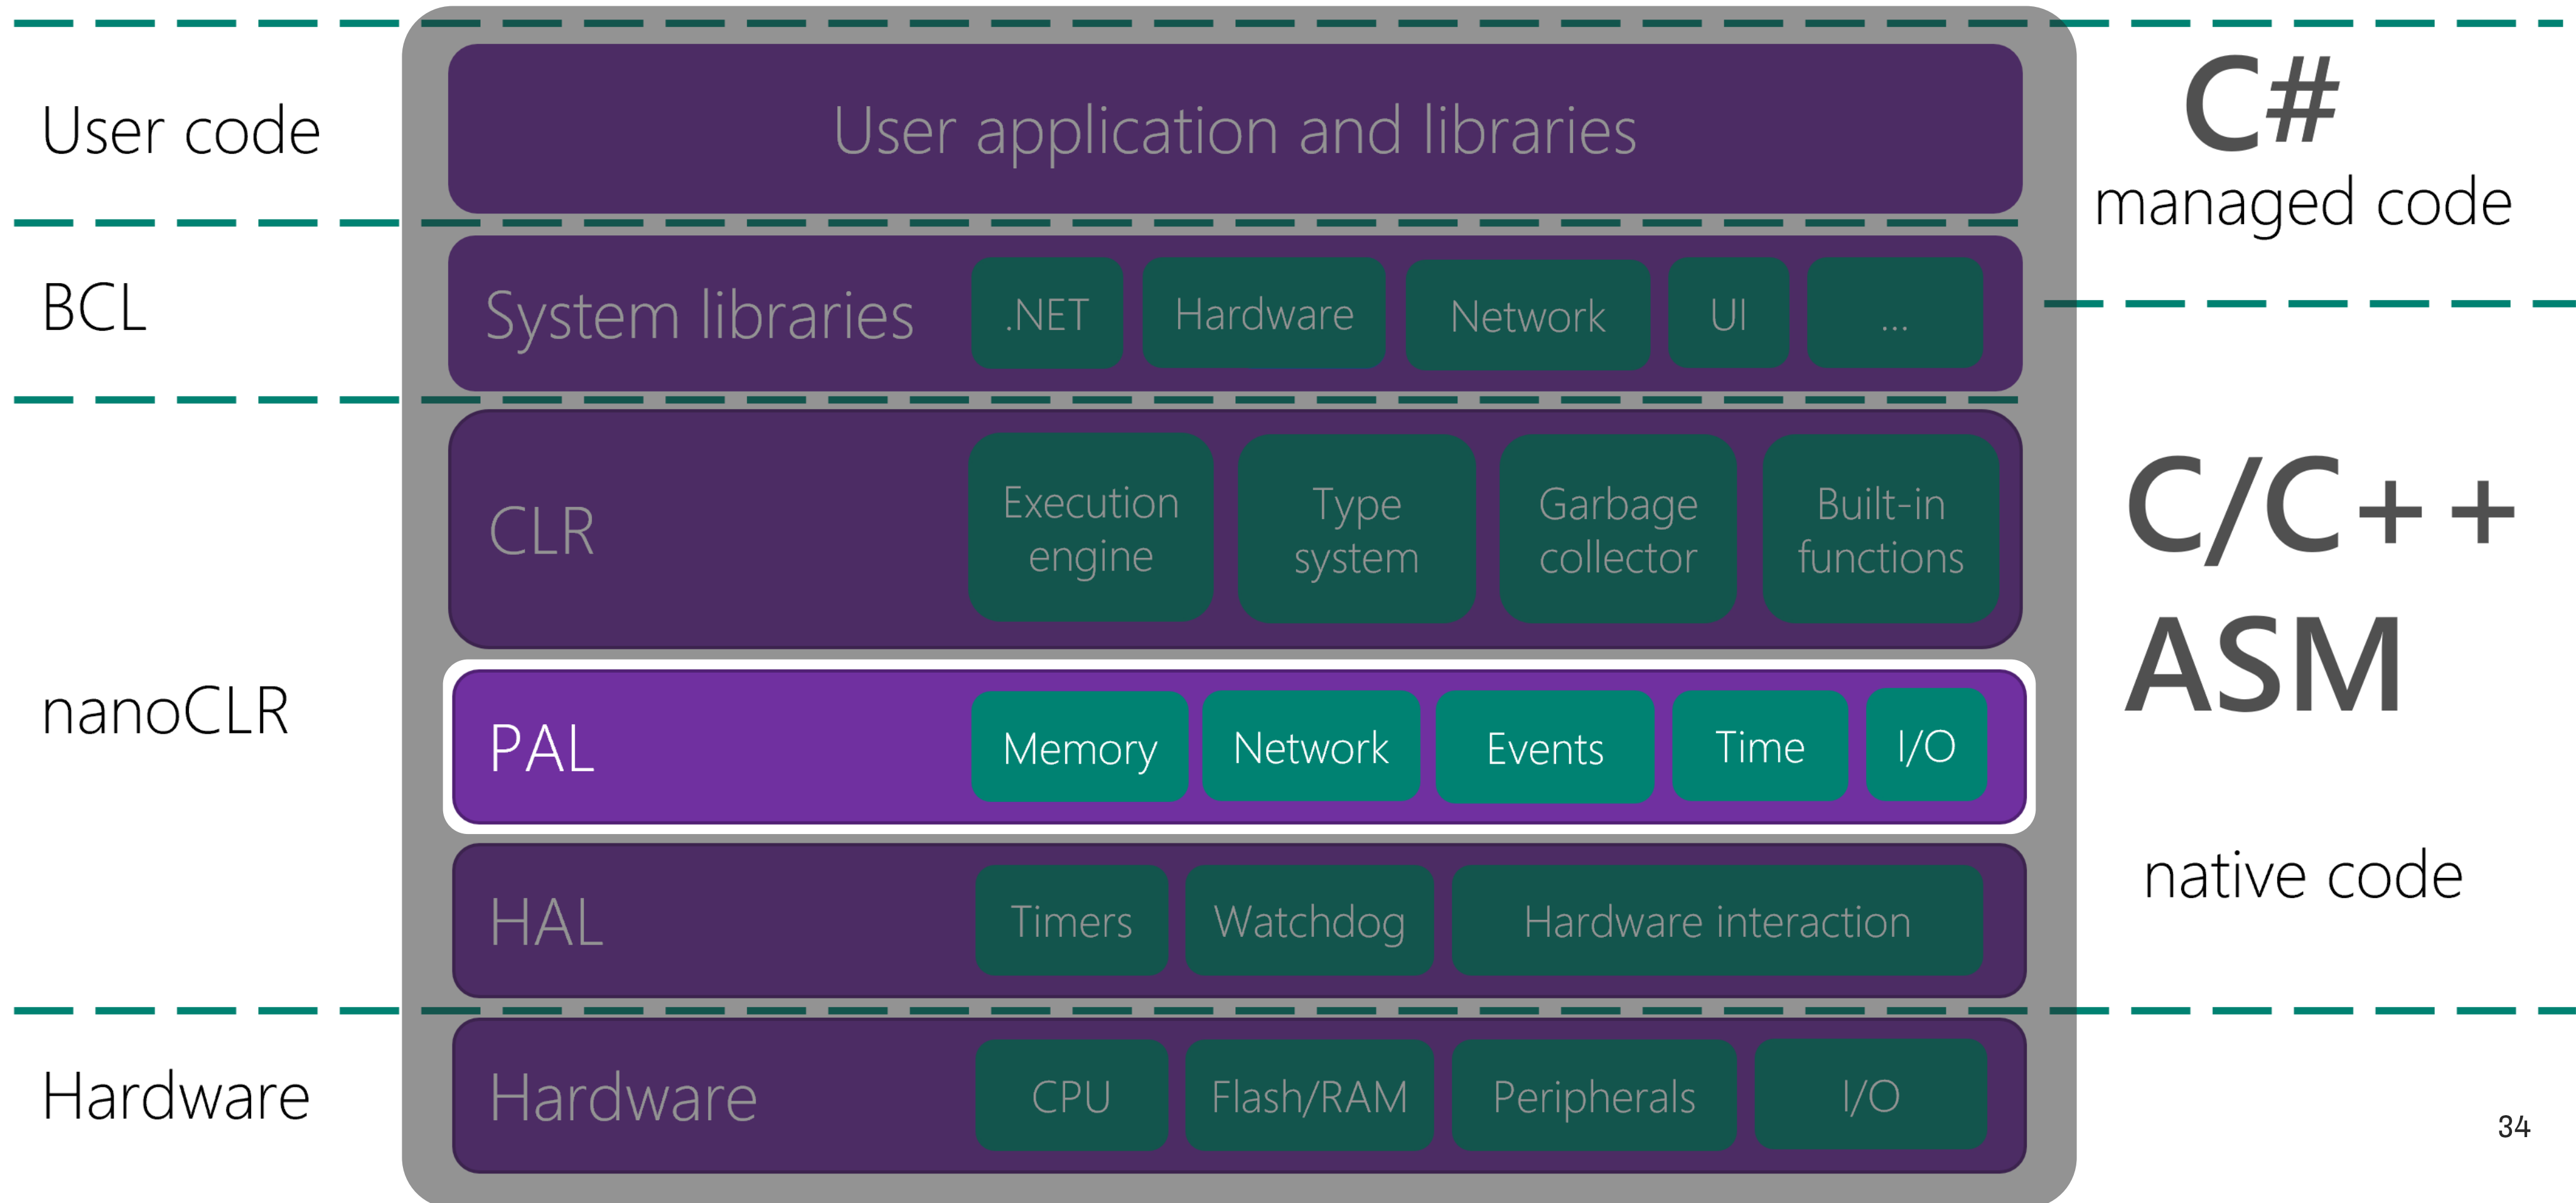 User code
User application and libraries
C#
managed code
BCL
System libraries
.NET
Hardware
Network
UI
...
CLR
Execution
engine
Type
system
Garbage
collector
Built-in
functions
C/C++
ASM
nanoCLR
PAL
Memory
Network
Events
Time
I/O
native code
HAL
Timers
Watchdog
Hardware interaction
Hardware
Hardware
CPU
Flash/RAM
Peripherals
I/O
34